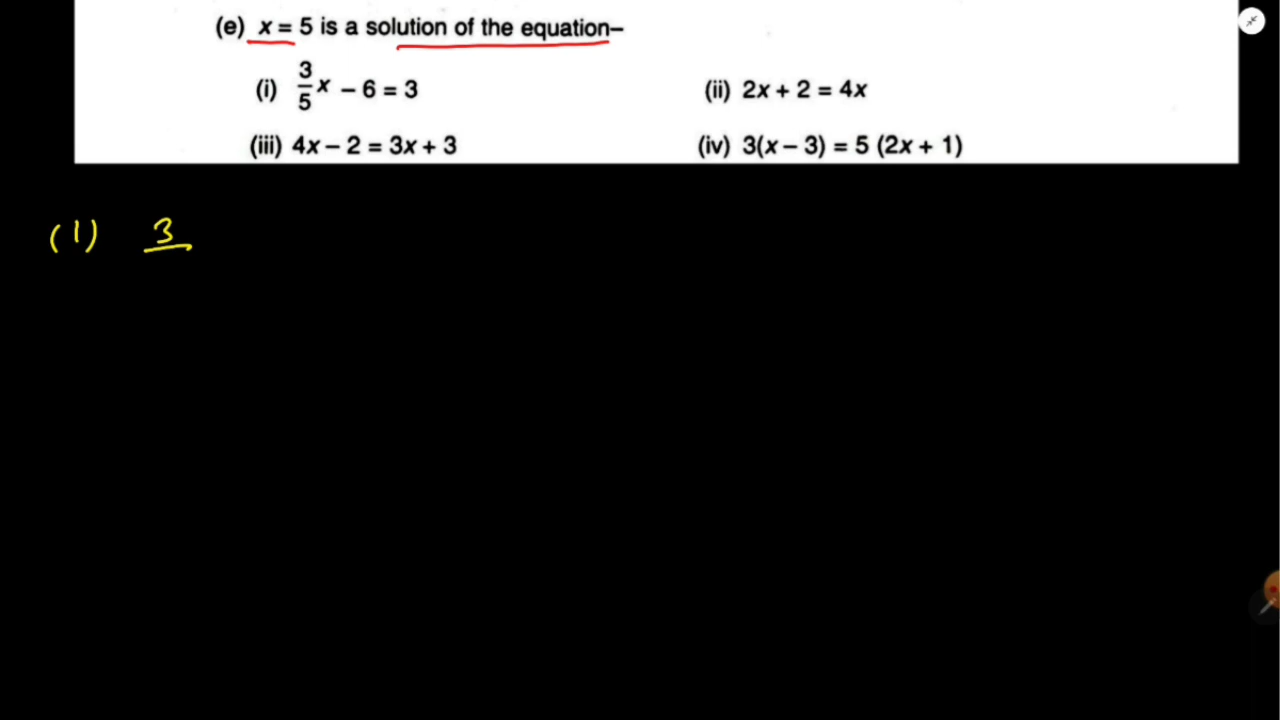 (e) x = 5 is a solution of the equation–
(i) 3/5 x – 6 = 3 (ii) 2x + 2 = 4x
(iii) 4x – 2 = 3x + 3 (iv) 3(x – 3) = 5 (2x + 1)
(1) 3